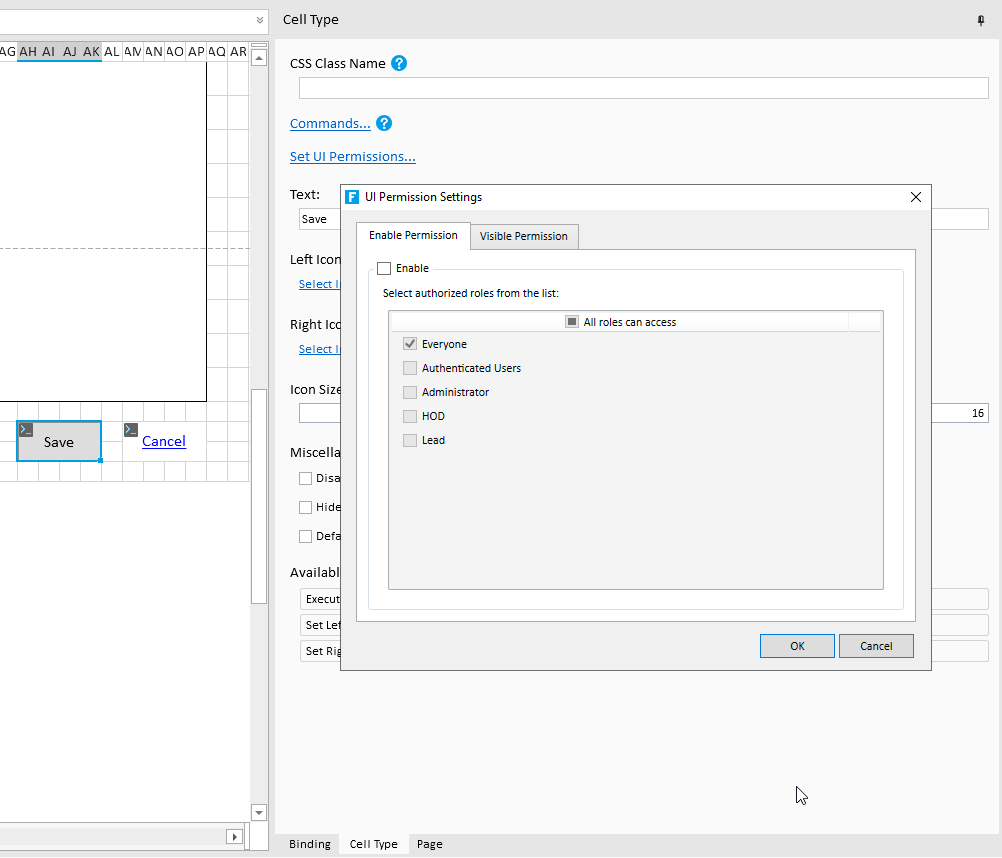 Cell Type
AG AH AI AJ AK AL AM AN AO AP AQ AR
CSS Class Name ?
Commands... ?
Set UI Permissions...
Text:
Save
Left Icon
Select I
Right Ico
Select I
Icon Size
16
Miscella
Disa
Hide
Defa
Availabl
Execut
Set Lef
Set Rig
F UI Permission Settings
Enable Permission Visible Permission
Enable
Select authorized roles from the list:
All roles can access
Everyone
Authenticated Users
Administrator
HOD
Lead
OK Cancel
Save Cancel
Binding Cell Type Page